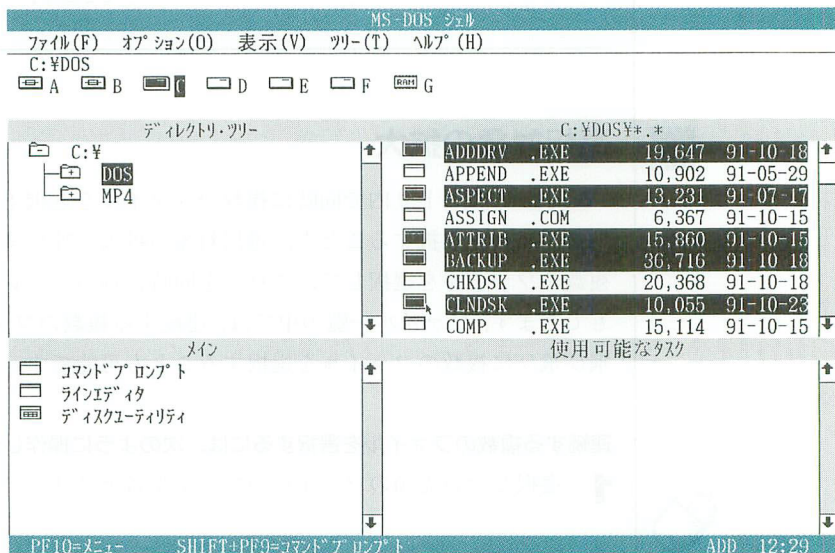 MS-DOS シェル
ファイル(F) オプション(O) 表示(V) ツリー(T) ヘルプ(H)
C:¥DOS
A B C D E F RAM G
ディレクトリ・ツリー
C:¥
DOS
MP4
C:¥DOS¥*.*
ADDDRV .EXE 19,647 91-10-18
APPEND .EXE 10,902 91-05-29
ASPECT .EXE 13,231 91-07-17
ASSIGN .COM 6,367 91-10-15
ATTRIB .EXE 15,860 91-10-15
BACKUP .EXE 36,716 91-10-18
CHKDSK .EXE 20,368 91-10-18
CLNDSK .EXE 10,055 91-10-23
COMP .EXE 15,114 91-10-15
メイン
コマンドプロンプト
ラインエディタ
ディスクユーティリティ
使用可能なタスク
PF10=メニュー SHIFT+PF9=コマンドプロンプト ADD 12:29